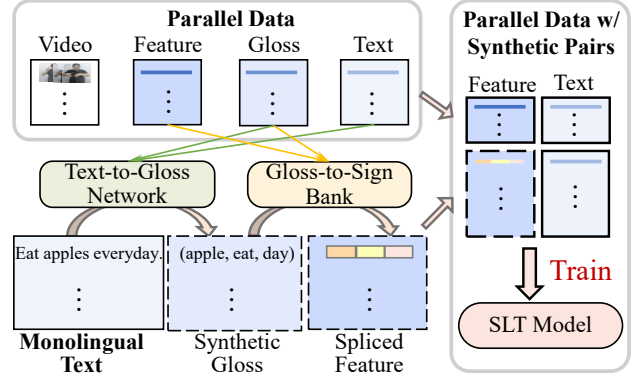 Parallel Data
Video Feature Gloss Text
Parallel Data w/
Synthetic Pairs
Feature Text
Text-to-Gloss
Network
Gloss-to-Sign
Bank
Eat apples everyday.
(apple, eat, day)
Monolingual
Text
Synthetic
Gloss
Spliced
Feature
Train
SLT Model